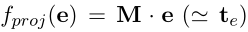 f_{proj}(𝐞) = 𝐌 · 𝐞 (≃ 𝐭_e)